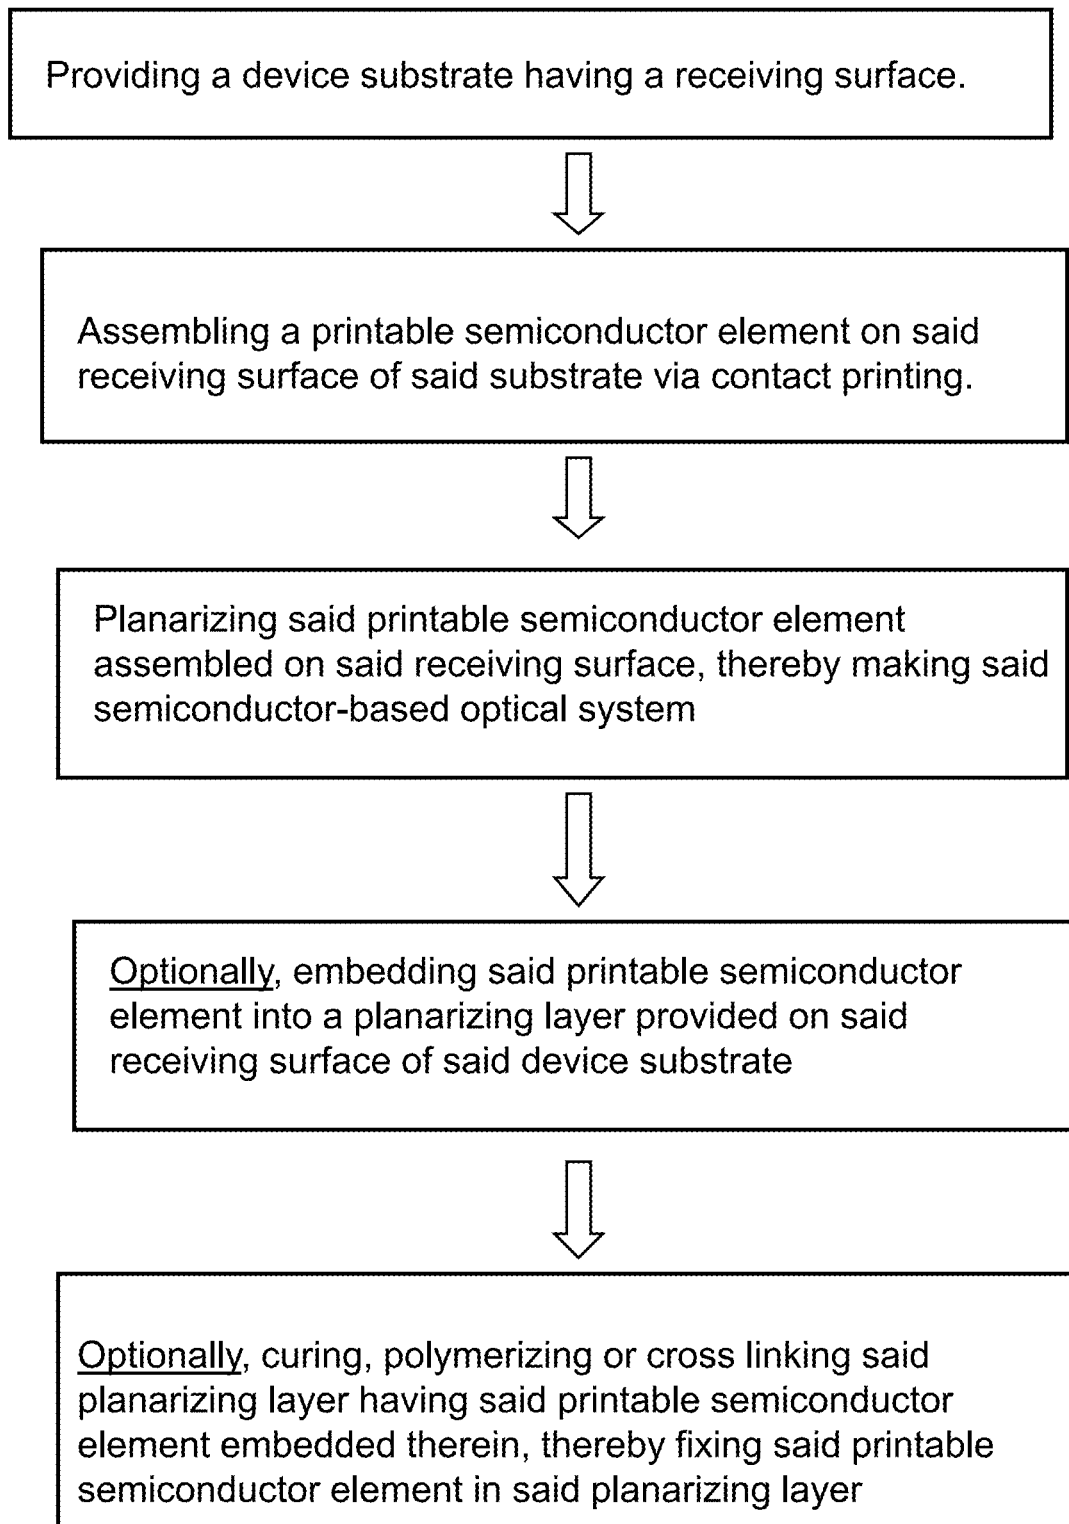 Providing a device substrate having a receiving surface.
Assembling a printable semiconductor element on said
receiving surface of said substrate via contact printing.
Planarizing said printable semiconductor element
assembled on said receiving surface, thereby making said
semiconductor-based optical system
Optionally, embedding said printable semiconductor
element into a planarizing layer provided on said
receiving surface of said device substrate
Optionally, curing, polymerizing or cross linking said
planarizing layer having said printable semiconductor
element embedded therein, thereby fixing said printable
semiconductor element in said planarizing layer